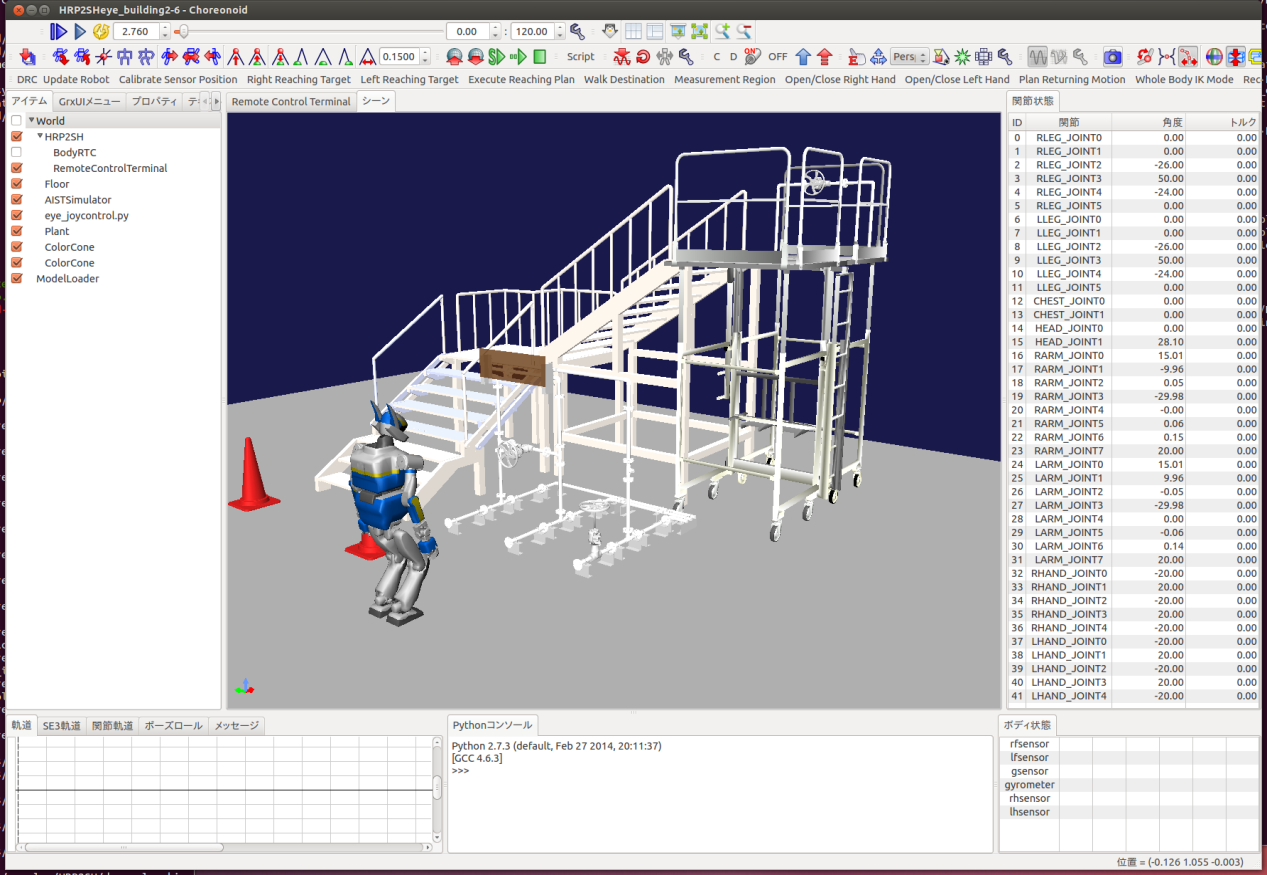 HRP2SHeye_building2-6 - Choreonoid
2.760 0.00 : 120.00
0.1500 Script C D ON OFF Pers
DRC Update Robot Calibrate Sensor Position Right Reaching Target Left Reaching Target Execute Reaching Plan Walk Destination Measurement Region Open/Close Right Hand Open/Close Left Hand Plan Returning Motion Whole Body IK Mode Rec
アイテム GrxUIメニュー プロパティ テ
World
HRP2SH
BodyRTC
RemoteControlTerminal
Floor
AISTSimulator
eye_joycontrol.py
Plant
ColorCone
ColorCone
ModelLoader
Remote Control Terminal シーン
関節状態
ID 関節 角度 トルク
0 RLEG_JOINT0 0.00 0.00
1 RLEG_JOINT1 0.00 0.00
2 RLEG_JOINT2 -26.00 0.00
3 RLEG_JOINT3 50.00 0.00
4 RLEG_JOINT4 -24.00 0.00
5 RLEG_JOINT5 0.00 0.00
6 LLEG_JOINT0 0.00 0.00
7 LLEG_JOINT1 0.00 0.00
8 LLEG_JOINT2 -26.00 0.00
9 LLEG_JOINT3 50.00 0.00
10 LLEG_JOINT4 -24.00 0.00
11 LLEG_JOINT5 0.00 0.00
12 CHEST_JOINT0 0.00 0.00
13 CHEST_JOINT1 0.00 0.00
14 HEAD_JOINT0 0.00 0.00
15 HEAD_JOINT1 28.10 0.00
16 RARM_JOINT0 15.01 0.00
17 RARM_JOINT1 -9.96 0.00
18 RARM_JOINT2 0.05 0.00
19 RARM_JOINT3 -29.98 0.00
20 RARM_JOINT4 -0.00 0.00
21 RARM_JOINT5 0.06 0.00
22 RARM_JOINT6 0.15 0.00
23 RARM_JOINT7 20.00 0.00
24 LARM_JOINT0 15.01 0.00
25 LARM_JOINT1 9.96 0.00
26 LARM_JOINT2 -0.05 0.00
27 LARM_JOINT3 -29.98 0.00
28 LARM_JOINT4 0.00 0.00
29 LARM_JOINT5 -0.06 0.00
30 LARM_JOINT6 0.14 0.00
31 LARM_JOINT7 20.00 0.00
32 RHAND_JOINT0 -20.00 0.00
33 RHAND_JOINT1 20.00 0.00
34 RHAND_JOINT2 -20.00 0.00
35 RHAND_JOINT3 20.00 0.00
36 RHAND_JOINT4 -20.00 0.00
37 LHAND_JOINT0 -20.00 0.00
38 LHAND_JOINT1 20.00 0.00
39 LHAND_JOINT2 -20.00 0.00
40 LHAND_JOINT3 20.00 0.00
41 LHAND_JOINT4 -20.00 0.00
軌道 SE3軌道 関節軌道 ポーズロール メッセージ
Pythonコンソール
Python 2.7.3 (default, Feb 27 2014, 20:11:37)
[GCC 4.6.3]
>>>
ボディ状態
rfsensor
lfsensor
gsensor
gyrometer
rhsensor
lhsensor
位置 = (-0.126 1.055 -0.003)